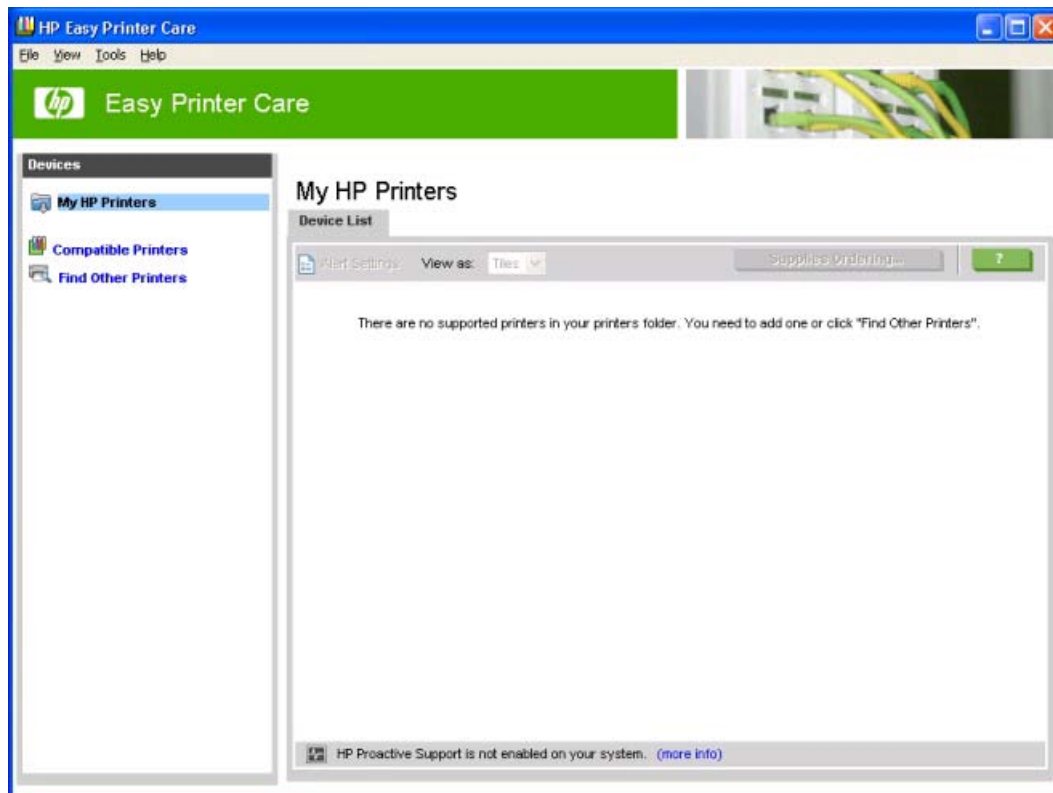 HP Easy Printer Care
File View Tools Help
hp Easy Printer Care
Devices
My HP Printers
Compatible Printers
Find Other Printers
My HP Printers
Device List
Alert Settings View as: Tiles Supplies Ordering... ?
There are no supported printers in your printers folder. You need to add one or click "Find Other Printers".
HP Proactive Support is not enabled on your system. (more info)